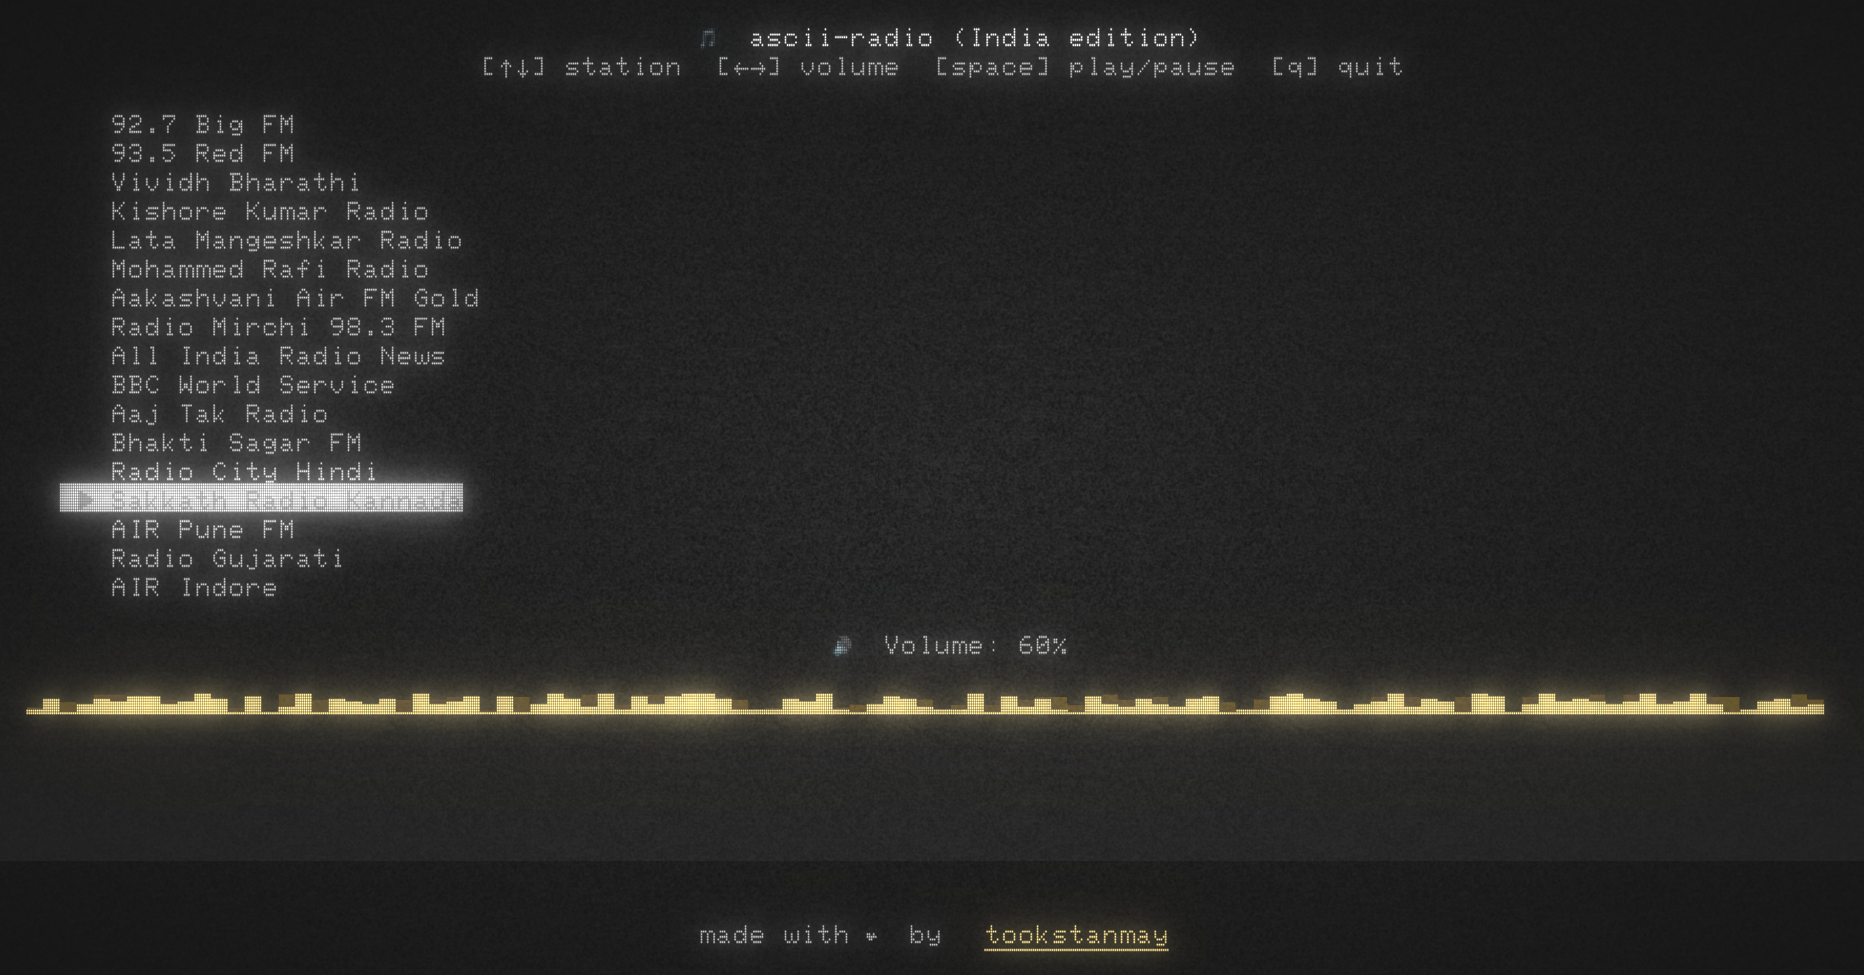 🎵 ascii-radio (India edition)
[↑↓] station [←→] volume [space] play/pause [q] quit
92.7 Big FM
93.5 Red FM
Vividh Bharathi
Kishore Kumar Radio
Lata Mangeshkar Radio
Mohammed Rafi Radio
Aakashvani Air FM Gold
Radio Mirchi 98.3 FM
All India Radio News
BBC World Service
Aaj Tak Radio
Bhakti Sagar FM
Radio City Hindi
▶ Sakkath Radio Kannada
AIR Pune FM
Radio Gujarati
AIR Indore
Volume: 60%
made with ❤ by tookstanmay